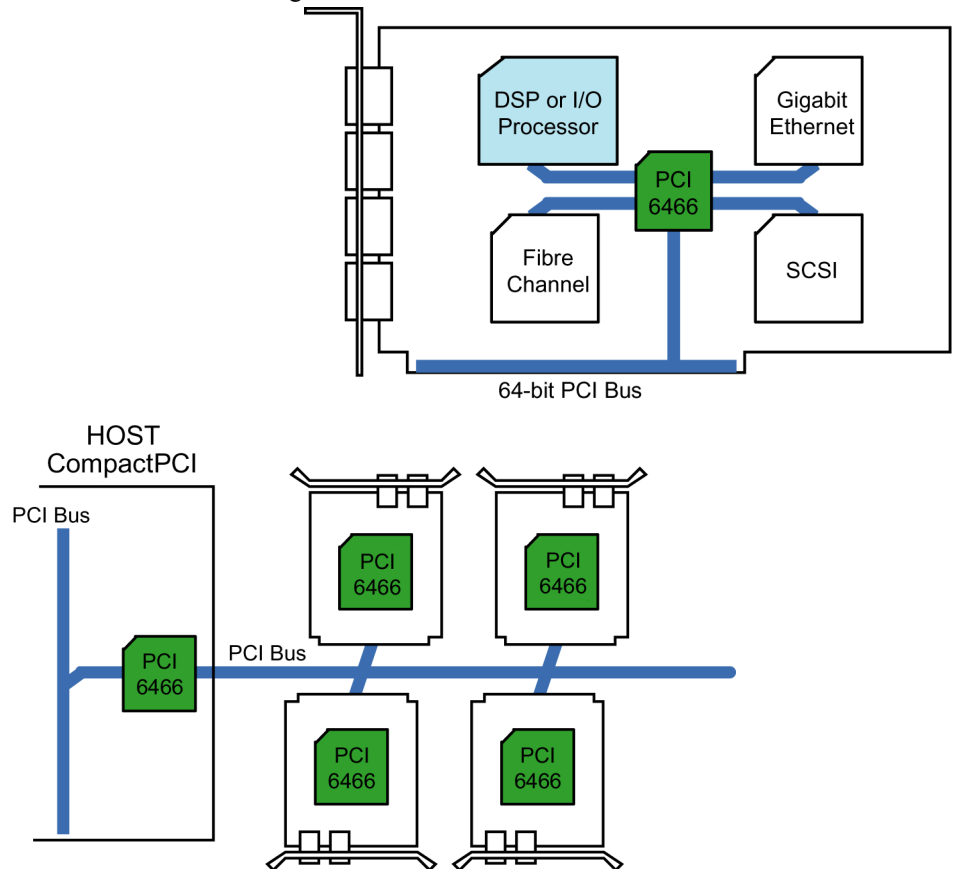 DSP or I/O
Processor
Gigabit
Ethernet
PCI
6466
Fibre
Channel
SCSI
64-bit PCI Bus
HOST
CompactPCI
PCI Bus
PCI
6466
PCI
6466
PCI Bus
PCI
6466
PCI
6466
PCI
6466